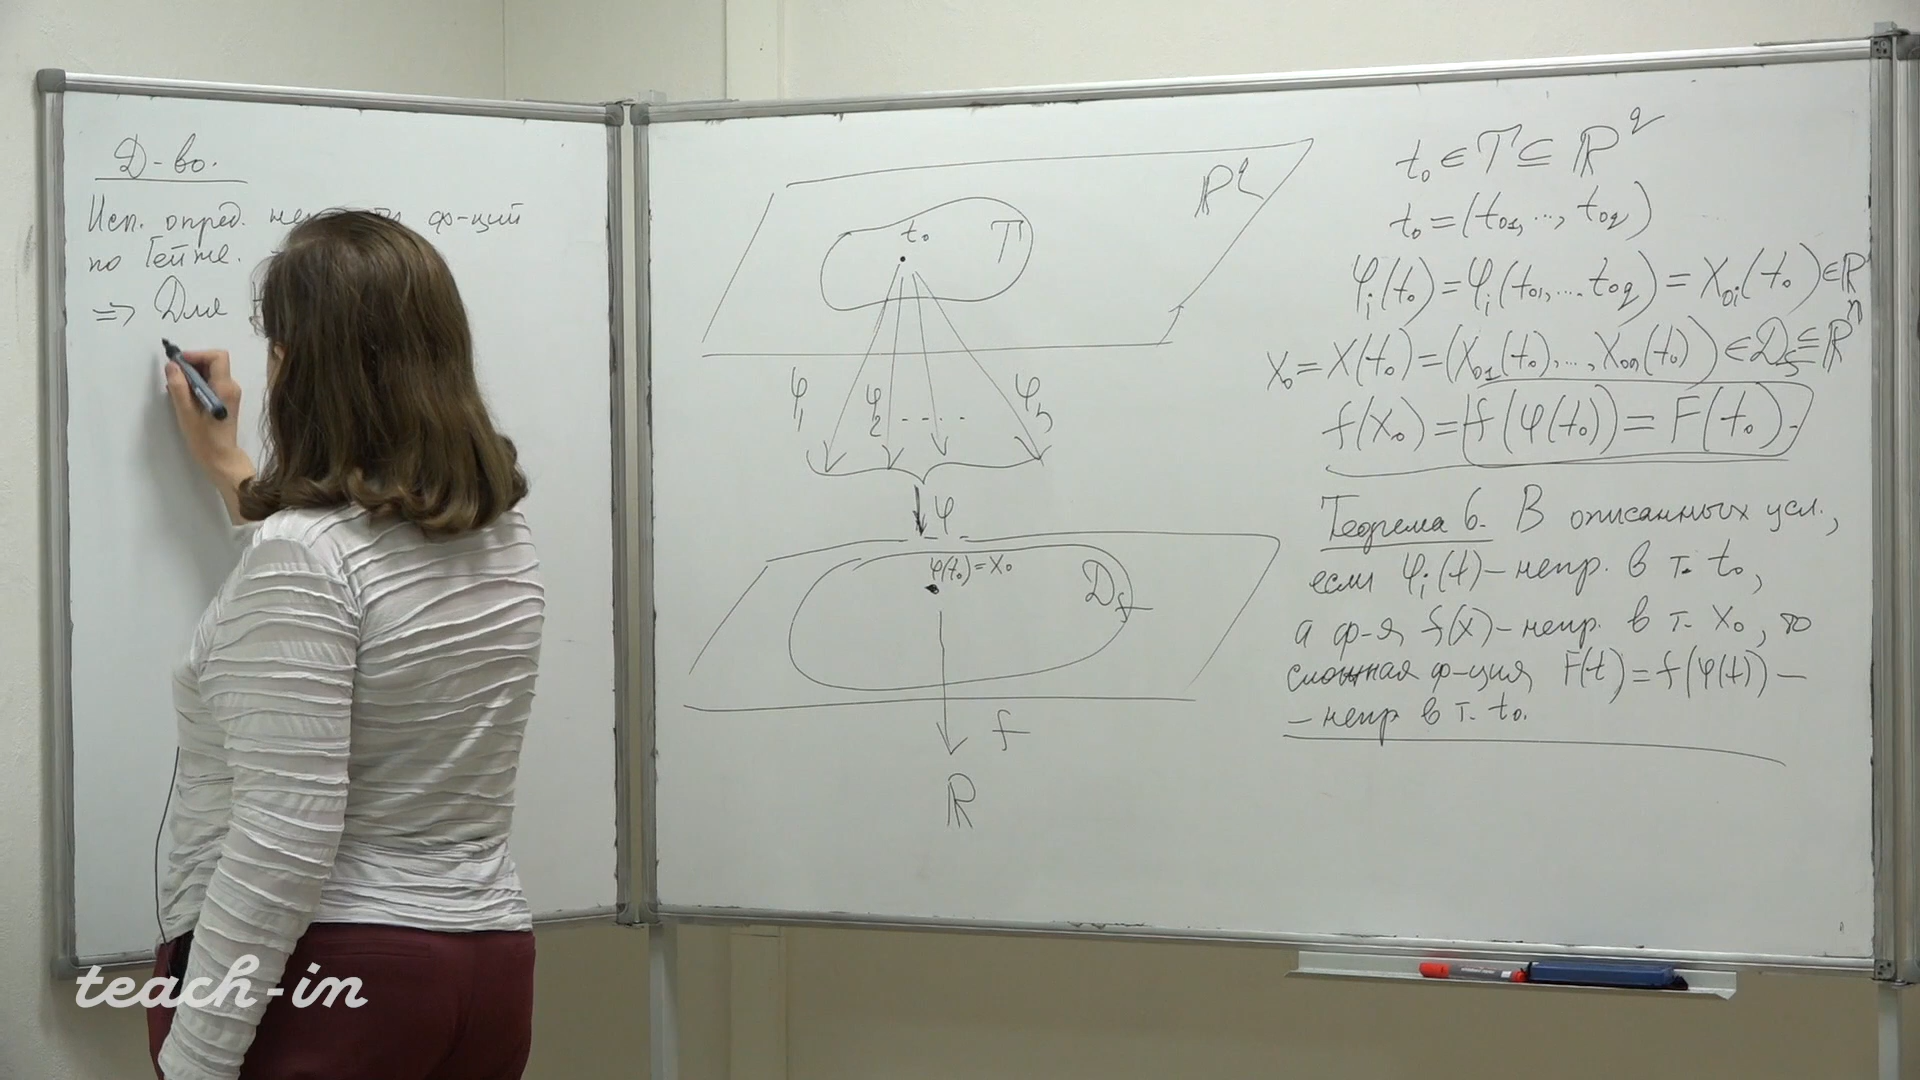 Д-во.
Исп. опред. ф-ций
по Гейне.
⇒ Для
ℝ^q
t₀
T
φ₁ φ₂ . . . . φₙ
φ
φ(t₀)=X₀
D_f
f
ℝ
t₀ ∈ T ⊆ ℝ^q
t₀ = (t₀₁, ..., t₀q)
φᵢ(t₀) = φᵢ(t₀₁, .... t₀q) = X₀ᵢ(t₀) ∈ ℝ
X₀ = X(t₀) = (X₀₁(t₀), ..., X₀ₙ(t₀)) ∈ D_f ⊆ ℝⁿ
f(X₀) = f(φ(t₀)) = F(t₀).
Теорема 6. В описанных усл.,
если φᵢ(t) – непр. в т. t₀,
а ф-я f(X) – непр. в т. X₀, то
сложная ф-ция F(t) = f(φ(t)) –
– непр в т. t₀.
teach-in